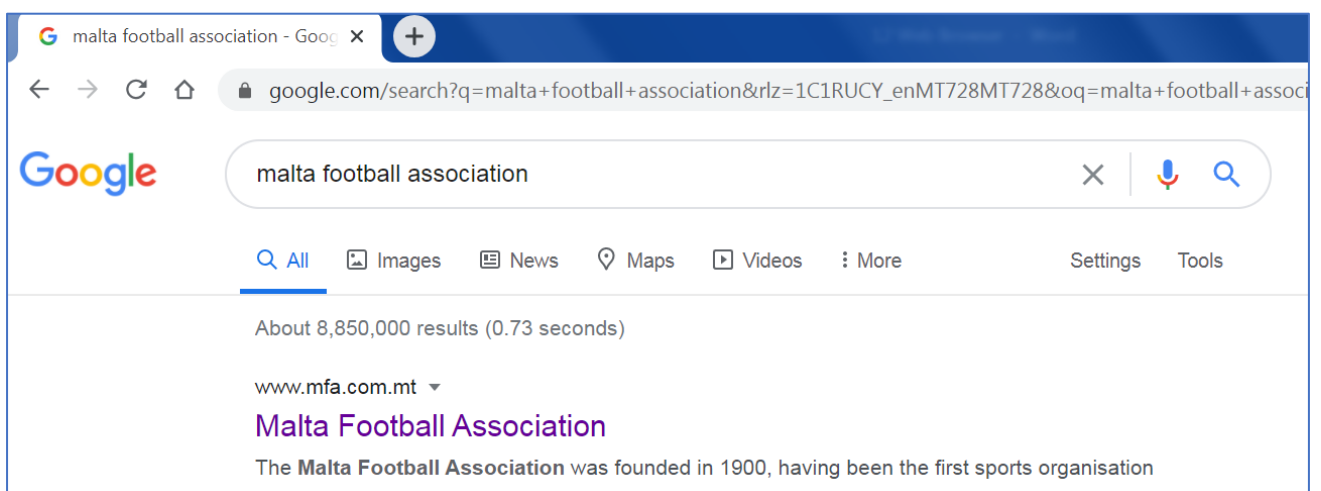 malta football association - Goog
google.com/search?q=malta+football+association&rlz=1C1RUCY_enMT728MT728&oq=malta+football+associ
Google
malta football association
All Images News Maps Videos More Settings Tools
About 8,850,000 results (0.73 seconds)
www.mfa.com.mt
Malta Football Association
The Malta Football Association was founded in 1900, having been the first sports organisation